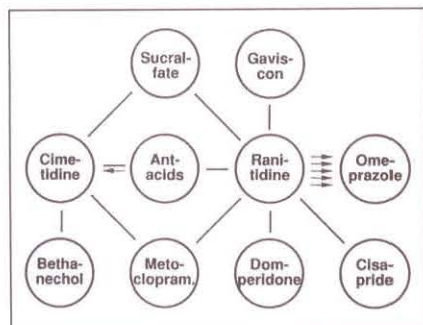 Sucral-
fate
Gavis-
con
Cime-
tidine
Ant-
acids
Rani-
tidine
Ome-
prazole
Betha-
nechol
Meto-
clopram.
Dom-
peridone
Cisa-
pride